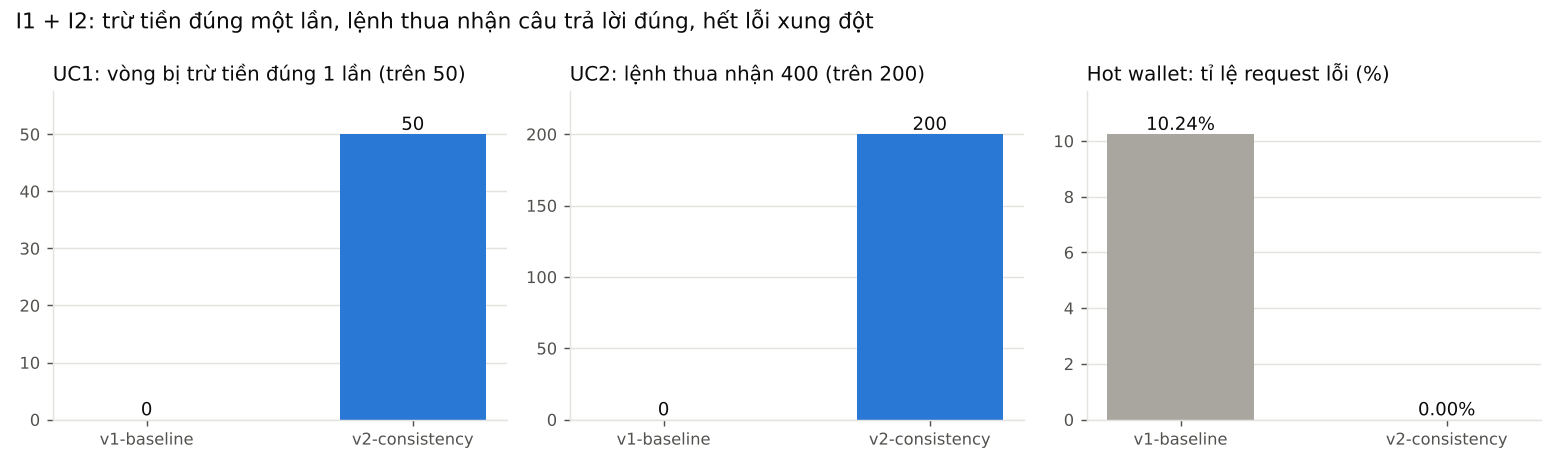 I1 + I2: trừ tiền đúng một lần, lệnh thua nhận câu trả lời đúng, hết lỗi xung đột
UC1: vòng bị trừ tiền đúng 1 lần (trên 50)
50
40
30
20
10
0
0
50
v1-baseline
v2-consistency
UC2: lệnh thua nhận 400 (trên 200)
200
150
100
50
0
0
200
v1-baseline
v2-consistency
Hot wallet: tỉ lệ request lỗi (%)
10
8
6
4
2
0
10.24%
0.00%
v1-baseline
v2-consistency